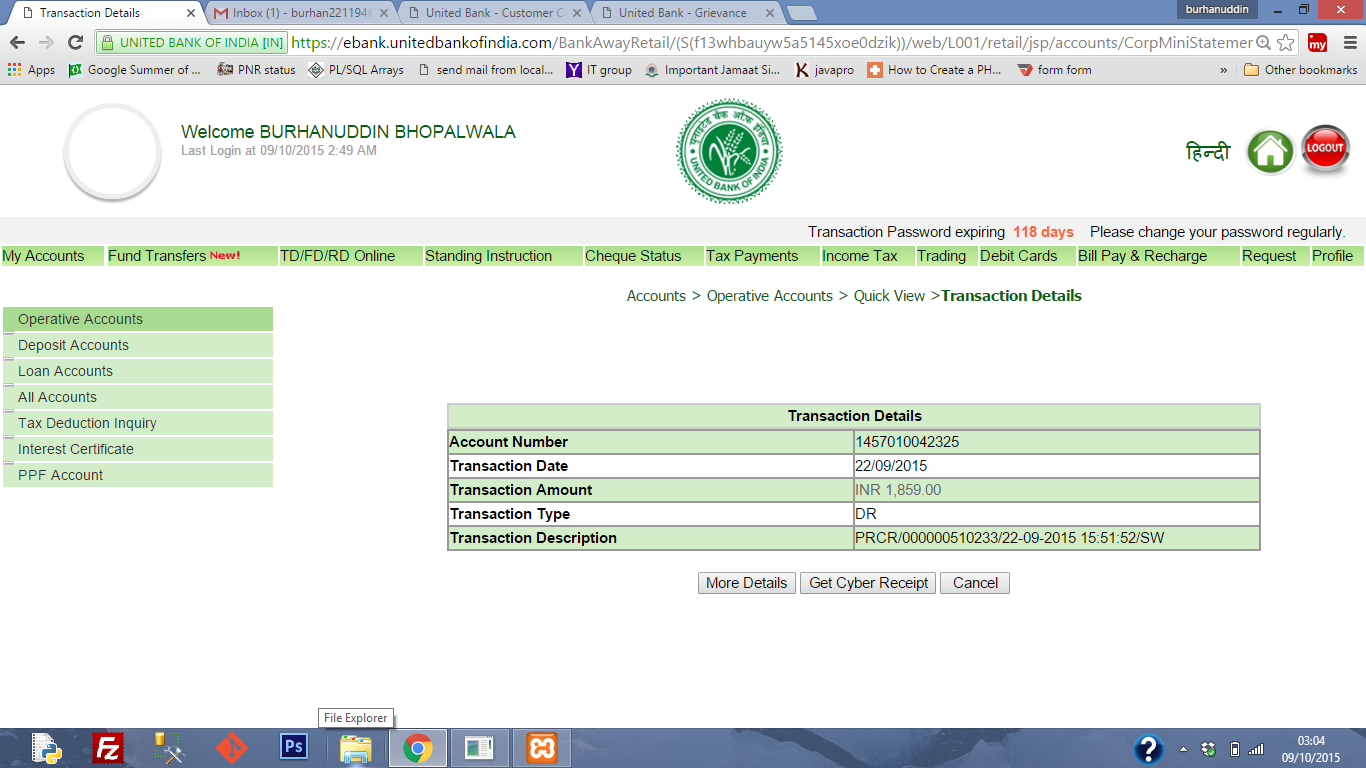 Transaction Details
Inbox (1) - burhan221194@
United Bank - Customer C
United Bank - Grievance
burhanuddin
UNITED BANK OF INDIA [IN] https://ebank.unitedbankofindia.com/BankAwayRetail/(S(f13whbauyw5a5145xoe0dzik))/web/L001/retail/jsp/accounts/CorpMiniStatemer
my
Apps Google Summer of ... PNR status PL/SQL Arrays send mail from local... IT group Important Jamaat Si... javapro How to Create a PH... form form » Other bookmarks
Welcome BURHANUDDIN BHOPALWALA
Last Login at 09/10/2015 2:49 AM
यूनाइटेड बैंक ऑफ़ इंडिया
UNITED BANK OF INDIA
हिन्दी
LOGOUT
Transaction Password expiring 118 days Please change your password regularly.
My Accounts Fund Transfers New! TD/FD/RD Online Standing Instruction Cheque Status Tax Payments Income Tax Trading Debit Cards Bill Pay & Recharge Request Profile
Accounts > Operative Accounts > Quick View >Transaction Details
Operative Accounts
Deposit Accounts
Loan Accounts
All Accounts
Tax Deduction Inquiry
Interest Certificate
PPF Account
Transaction Details
Account Number 1457010042325
Transaction Date 22/09/2015
Transaction Amount INR 1,859.00
Transaction Type DR
Transaction Description PRCR/000000510233/22-09-2015 15:51:52/SW
More Details Get Cyber Receipt Cancel
File Explorer
Fz
Ps
?
03:04
09/10/2015